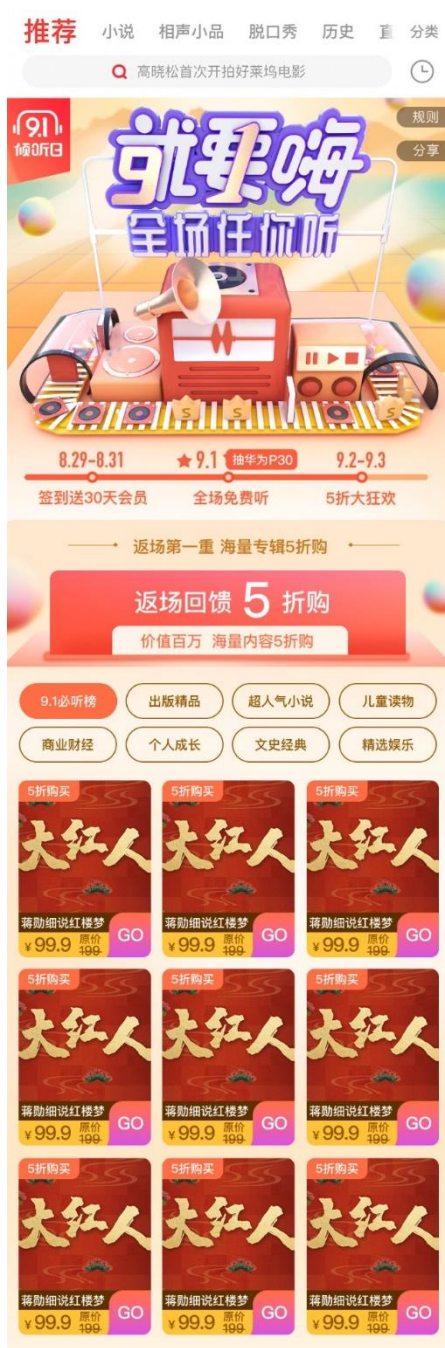 推荐 小说 相声小品 脱口秀 历史 直 分类
高晓松首次开拍好莱坞电影
9.1
倾听日
规则
分享
就要嗨
1
全场任你听
S S S
8.29-8.31 9.1 抽华为P30 9.2-9.3
签到送30天会员 全场免费听 5折大狂欢
返场第一重 海量专辑5折购
返场回馈 5 折购
价值百万 海量内容5折购
9.1必听榜 出版精品 超人气小说 儿童读物
商业财经 个人成长 文史经典 精选娱乐
5折购买 5折购买 5折购买
大红人 大红人 大红人
蒋勋细说红楼梦 蒋勋细说红楼梦 蒋勋细说红楼梦
¥99.9 原价 199 GO ¥99.9 原价 199 GO ¥99.9 原价 199 GO
5折购买 5折购买 5折购买
大红人 大红人 大红人
蒋勋细说红楼梦 蒋勋细说红楼梦 蒋勋细说红楼梦
¥99.9 原价 199 GO ¥99.9 原价 199 GO ¥99.9 原价 199 GO
5折购买 5折购买 5折购买
大红人 大红人 大红人
蒋勋细说红楼梦 蒋勋细说红楼梦 蒋勋细说红楼梦
¥99.9 原价 199 GO ¥99.9 原价 199 GO ¥99.9 原价 199 GO